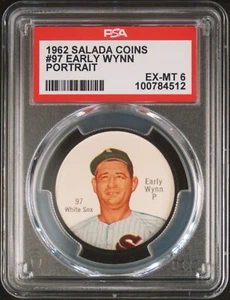 PSA
1962 SALADA COINS
#97 EARLY WYNN
PORTRAIT
EX-MT 6
100784512
Early
Wynn
P
97
White Sox